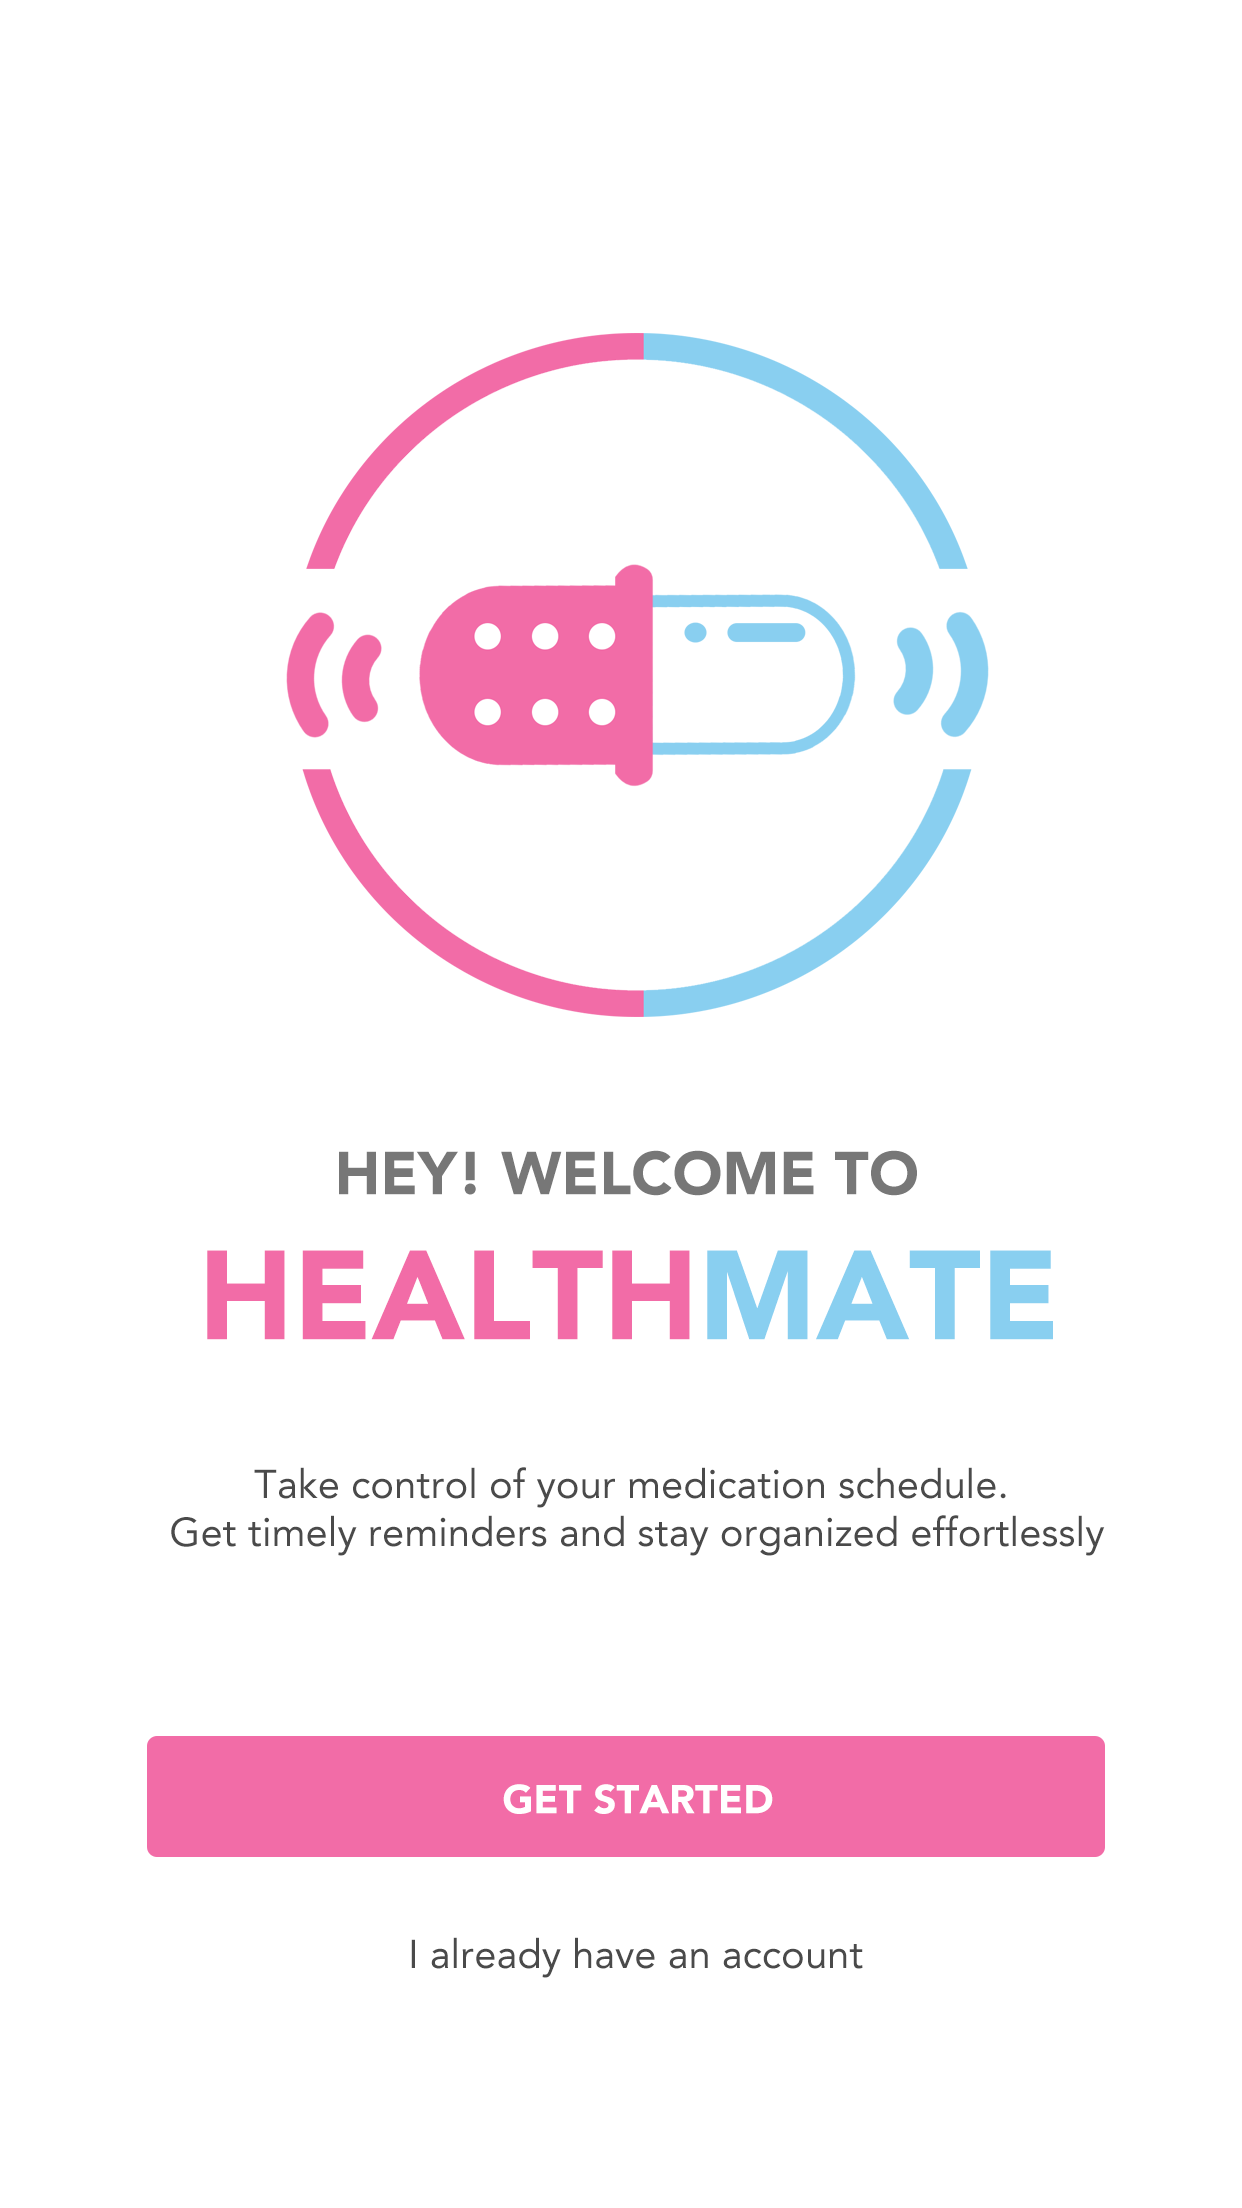 HEY! WELCOME TO
HEALTHMATE
Take control of your medication schedule.
Get timely reminders and stay organized effortlessly
GET STARTED
I already have an account